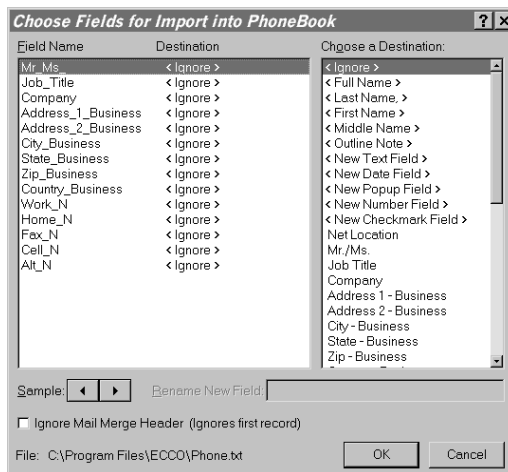 Choose Fields for Import into PhoneBook ? ×
Field Name Destination
Mr_Ms_ < Ignore >
Job_Title < Ignore >
Company < Ignore >
Address_1_Business < Ignore >
Address_2_Business < Ignore >
City_Business < Ignore >
State_Business < Ignore >
Zip_Business < Ignore >
Country_Business < Ignore >
Work_N < Ignore >
Home_N < Ignore >
Fax_N < Ignore >
Cell_N < Ignore >
Alt_N < Ignore >
Choose a Destination:
< Ignore >
< Full Name >
< Last Name, >
< First Name >
< Middle Name >
< Outline Note >
< New Text Field >
< New Date Field >
< New Popup Field >
< New Number Field >
< New Checkmark Field >
Net Location
Mr./Ms.
Job Title
Company
Address 1 - Business
Address 2 - Business
City - Business
State - Business
Zip - Business
Sample: Rename New Field:
Ignore Mail Merge Header (Ignores first record)
File: C:\Program Files\ECCO\Phone.txt OK Cancel